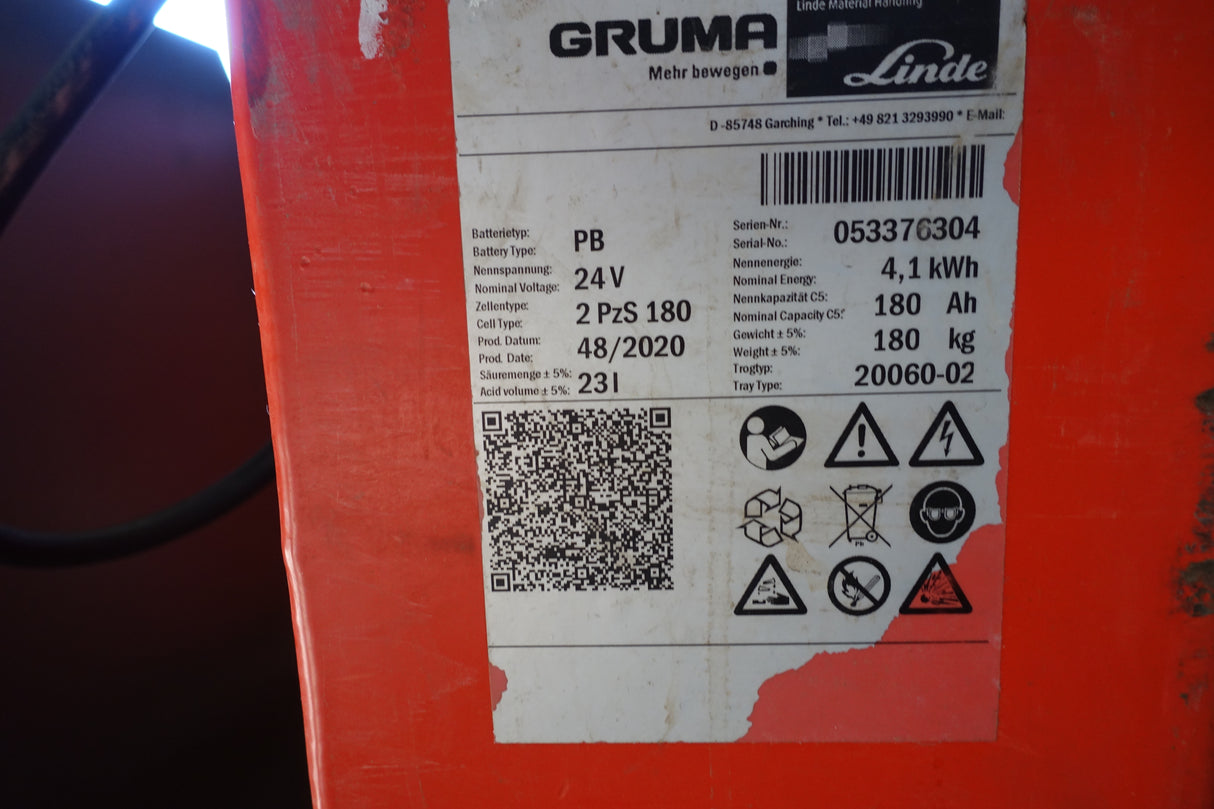 Linde Material Handling
GRUMA
Linde
Mehr bewegen
D-85748 Garching * Tel.: +49 821 3293990 * E-Mail:
Batterietyp:
Battery Type:
PB
Nennspannung:
Nominal Voltage:
24 V
Zellentype:
Cell Type:
2 PzS 180
Prod. Datum:
Prod. Date:
48/2020
Säuremenge ± 5%:
Acid volume ± 5%:
23 l
Serien-Nr.:
Serial-No.:
053376304
Nennenergie:
Nominal Energy:
4,1 kWh
Nennkapazität C5:
Nominal Capacity C5:
180 Ah
Gewicht ± 5%:
Weight ± 5%:
180 kg
Trogtyp:
Tray Type:
20060-02
Pb